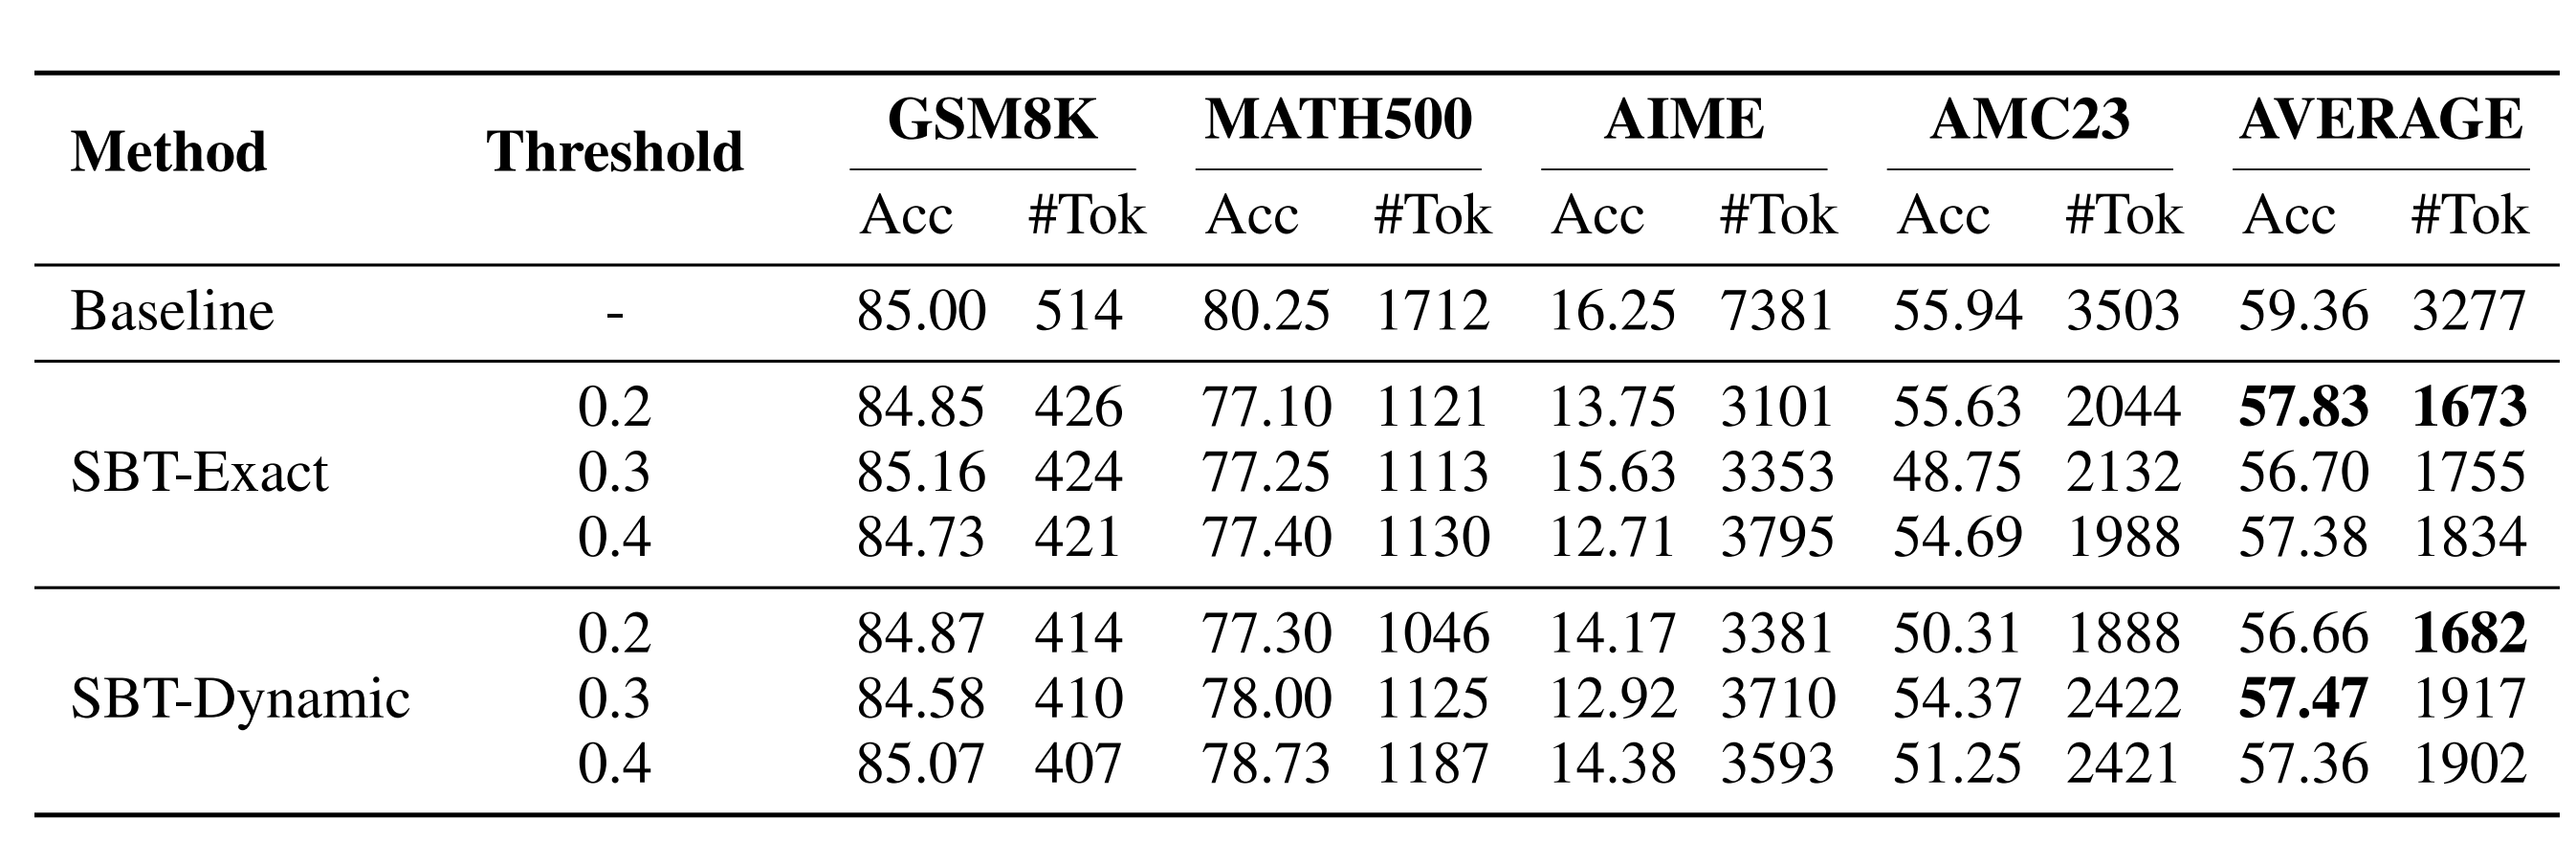 Method Threshold GSM8K MATH500 AIME AMC23 AVERAGE
Acc #Tok Acc #Tok Acc #Tok Acc #Tok Acc #Tok
Baseline - 85.00 514 80.25 1712 16.25 7381 55.94 3503 59.36 3277
0.2 84.85 426 77.10 1121 13.75 3101 55.63 2044 57.83 1673
SBT-Exact 0.3 85.16 424 77.25 1113 15.63 3353 48.75 2132 56.70 1755
0.4 84.73 421 77.40 1130 12.71 3795 54.69 1988 57.38 1834
0.2 84.87 414 77.30 1046 14.17 3381 50.31 1888 56.66 1682
SBT-Dynamic 0.3 84.58 410 78.00 1125 12.92 3710 54.37 2422 57.47 1917
0.4 85.07 407 78.73 1187 14.38 3593 51.25 2421 57.36 1902